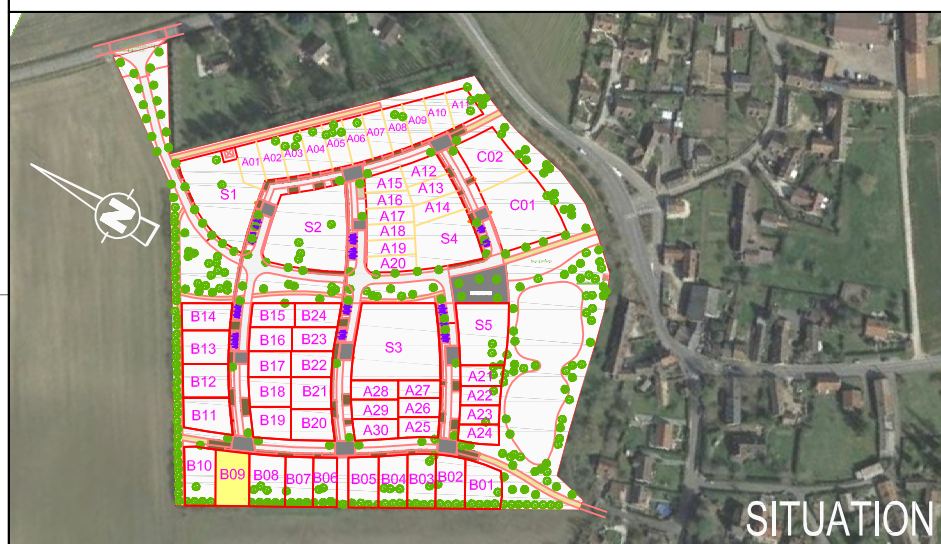 A11
A10
A09
A08
A07
A06
A05
A04
A03
A02
A01
C02
A12
A15
A13
S1
A16
A14
C01
A17
S2
A18
S4
A19
A20
N
B14
B15
B24
S5
B16
B23
B13
S3
B17
B22
A21
B12
B18
B21
A28
A27
A22
B11
A29
A26
A23
B19
B20
A30
A25
A24
B10
B09
B08
B07
B06
B05
B04
B03
B02
B01
SITUATION